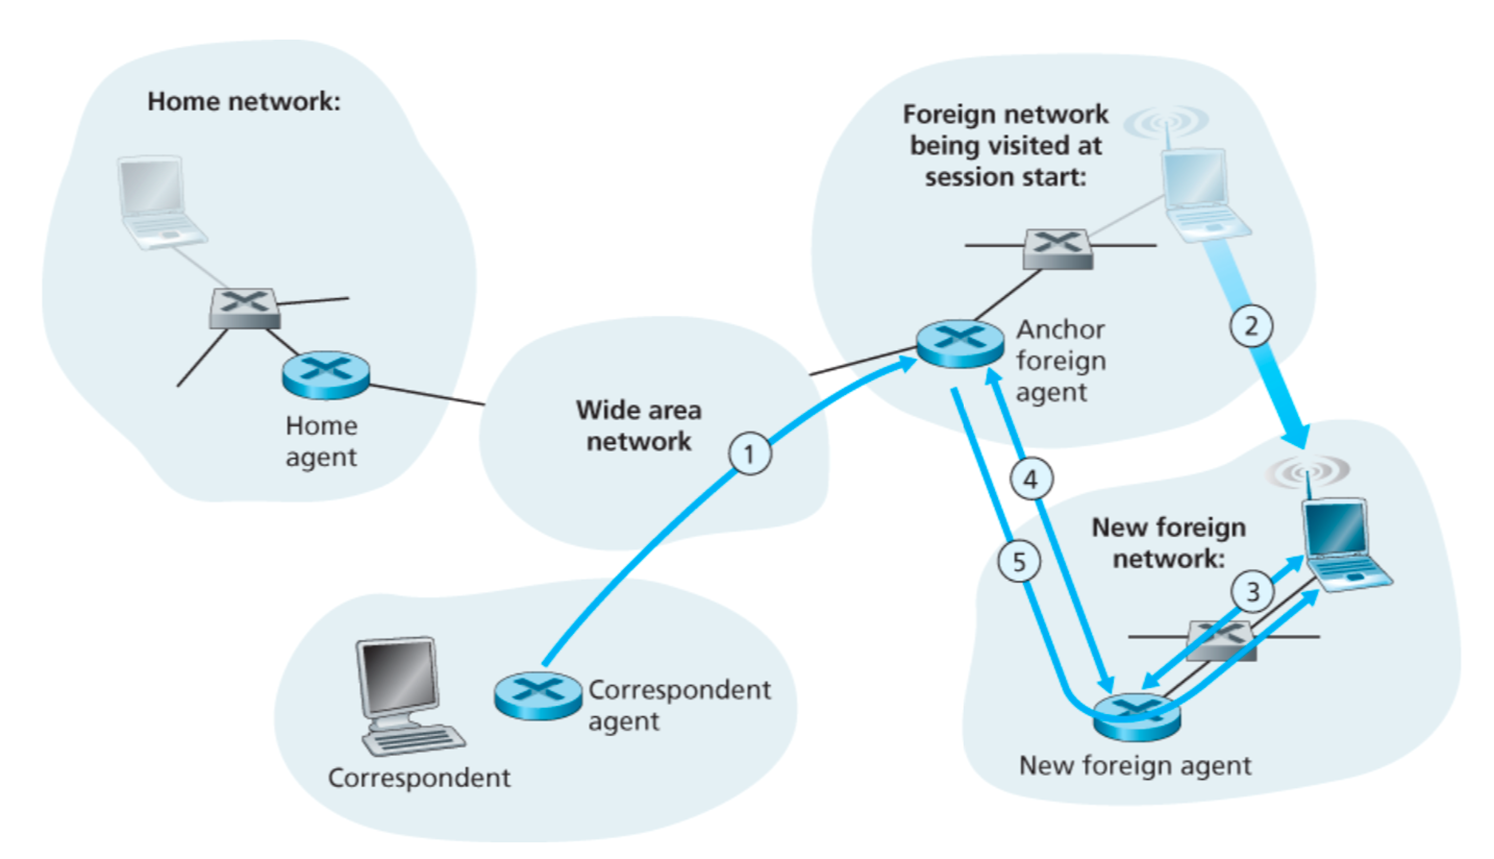 Home network:
Home
agent
Wide area
network
1
Foreign network
being visited at
session start:
Anchor
foreign
agent
2
4
5
New foreign
network:
3
New foreign agent
Correspondent
agent
Correspondent